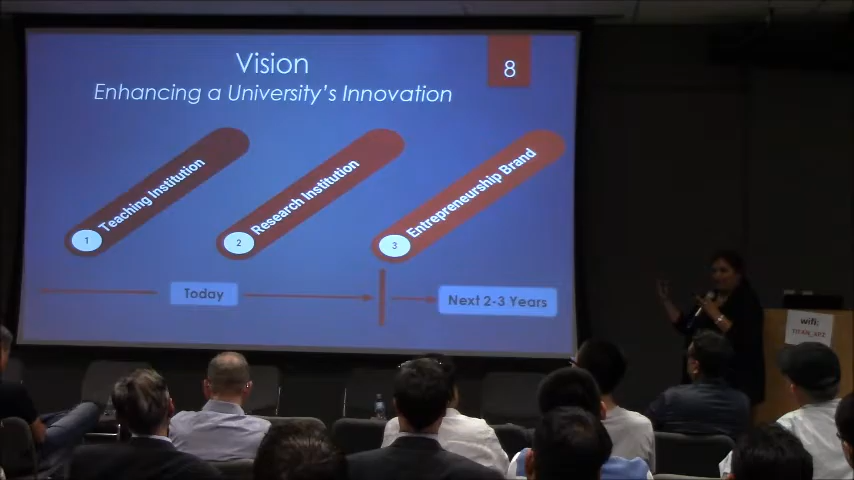 Vision
8
Enhancing a University's Innovation
1 Teaching Institution
2 Research Institution
3 Entrepreneurship Brand
Today
Next 2-3 Years
wifi: